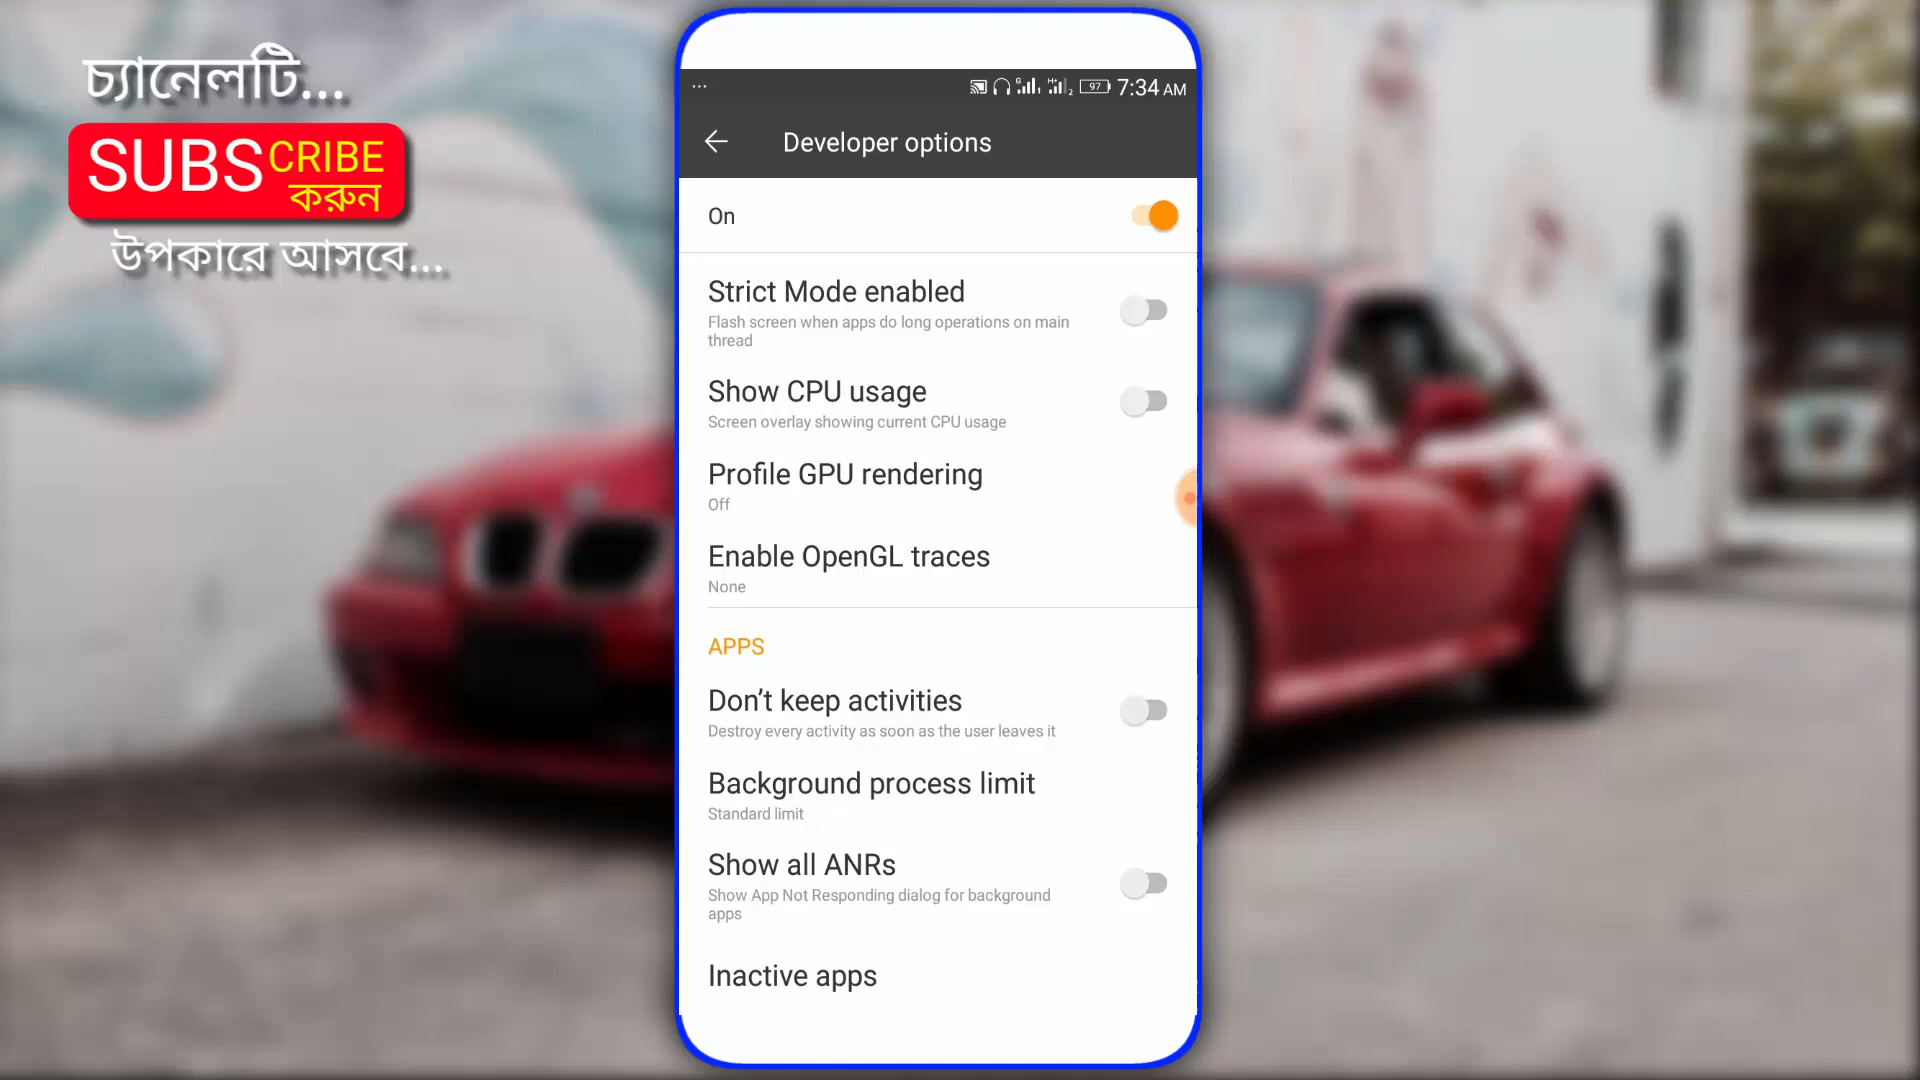 চ্যানেলটি...
SUBSCRIBE
করুন
উপকারে আসবে...
... G 1 H+ 2 97 7:34 AM
Developer options
On
Strict Mode enabled
Flash screen when apps do long operations on main
thread
Show CPU usage
Screen overlay showing current CPU usage
Profile GPU rendering
Off
Enable OpenGL traces
None
APPS
Don’t keep activities
Destroy every activity as soon as the user leaves it
Background process limit
Standard limit
Show all ANRs
Show App Not Responding dialog for background
apps
Inactive apps